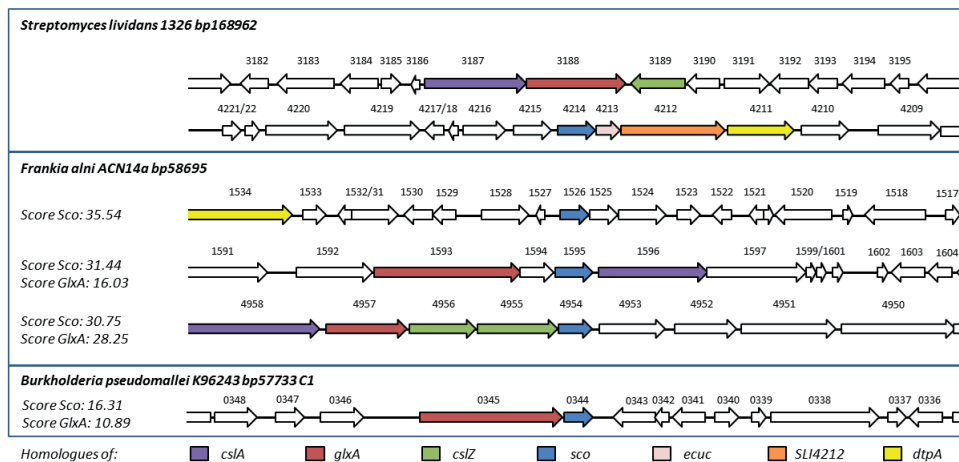 Streptomyces lividans 1326 bp168962
3182 3183 3184 3185 3186 3187 3188 3189 3190 3191 3192 3193 3194 3195
4221/22 4220 4219 4217/18 4216 4215 4214 4213 4212 4211 4210 4209
Frankia alni ACN14a bp58695
1534 1533 1532/31 1530 1529 1528 1527 1526 1525 1524 1523 1522 1521 1520 1519 1518 1517
Score Sco: 35.54
1591 1592 1593 1594 1595 1596 1597 1599/1601 1602 1603 1604
Score Sco: 31.44
Score GlxA: 16.03
4958 4957 4956 4955 4954 4953 4952 4951 4950
Score Sco: 30.75
Score GlxA: 28.25
Burkholderia pseudomallei K96243 bp57733 C1
Score Sco: 16.31
0348 0347 0346 0345 0344 0343 0342 0341 0340 0339 0338 0337 0336
Score GlxA: 10.89
Homologues of: cslA glxA cslZ sco ecuc SLI4212 dtpA